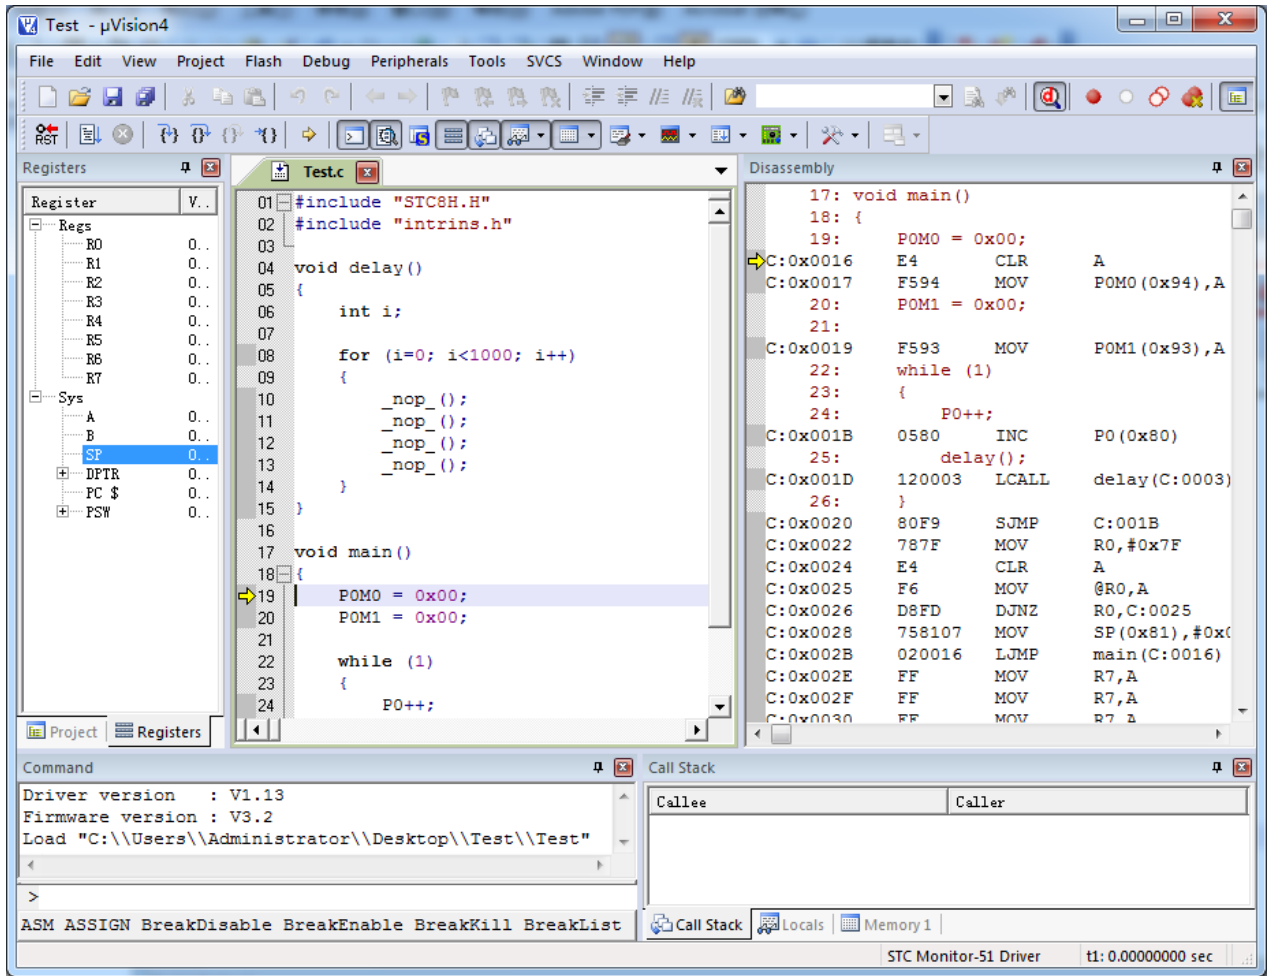 Test - µVision4
File Edit View Project Flash Debug Peripherals Tools SVCS Window Help
RST
Registers
Register V..
Regs
R0 0..
R1 0..
R2 0..
R3 0..
R4 0..
R5 0..
R6 0..
R7 0..
Sys
A 0..
B 0..
SP 0..
DPTR 0..
PC $ 0..
PSW 0..
Project Registers
Test.c
01 #include "STC8H.H"
02 #include "intrins.h"
03
04 void delay()
05 {
06 int i;
07
08 for (i=0; i<1000; i++)
09 {
10 _nop_();
11 _nop_();
12 _nop_();
13 _nop_();
14 }
15 }
16
17 void main()
18 {
19 P0M0 = 0x00;
20 P0M1 = 0x00;
21
22 while (1)
23 {
24 P0++;
Disassembly
17: void main()
18: {
19: P0M0 = 0x00;
C:0x0016 E4 CLR A
C:0x0017 F594 MOV P0M0(0x94),A
20: P0M1 = 0x00;
21:
C:0x0019 F593 MOV P0M1(0x93),A
22: while (1)
23: {
24: P0++;
C:0x001B 0580 INC P0(0x80)
25: delay();
C:0x001D 120003 LCALL delay(C:0003)
26: }
C:0x0020 80F9 SJMP C:001B
C:0x0022 787F MOV R0,#0x7F
C:0x0024 E4 CLR A
C:0x0025 F6 MOV @R0,A
C:0x0026 D8FD DJNZ R0,C:0025
C:0x0028 758107 MOV SP(0x81),#0x0
C:0x002B 020016 LJMP main(C:0016)
C:0x002E FF MOV R7,A
C:0x002F FF MOV R7,A
C:0x0030 FF MOV R7,A
Command
Driver version : V1.13
Firmware version : V3.2
Load "C:\\Users\\Administrator\\Desktop\\Test\\Test"
>
ASM ASSIGN BreakDisable BreakEnable BreakKill BreakList
Call Stack
Callee Caller
Call Stack Locals Memory 1
STC Monitor-51 Driver t1: 0.00000000 sec